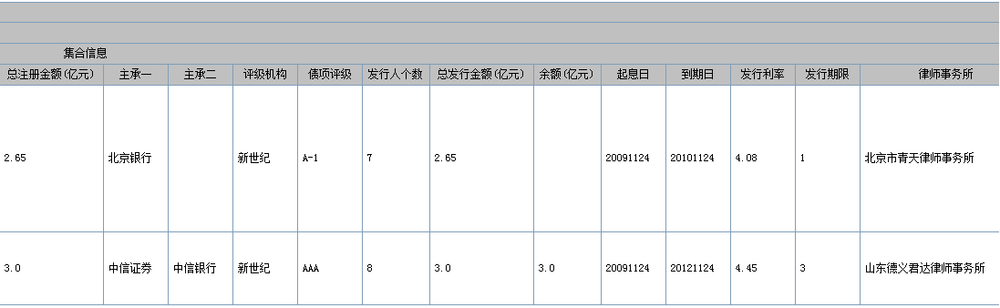 集合信息
总注册金额(亿元) 主承一 主承二 评级机构 债项评级 发行人个数 总发行金额(亿元) 余额(亿元) 起息日 到期日 发行利率 发行期限 律师事务所
2.65 北京银行 新世纪 A-1 7 2.65 20091124 20101124 4.08 1 北京市青天律师事务所
3.0 中信证券 中信银行 新世纪 AAA 8 3.0 3.0 20091124 20121124 4.45 3 山东德义君达律师事务所